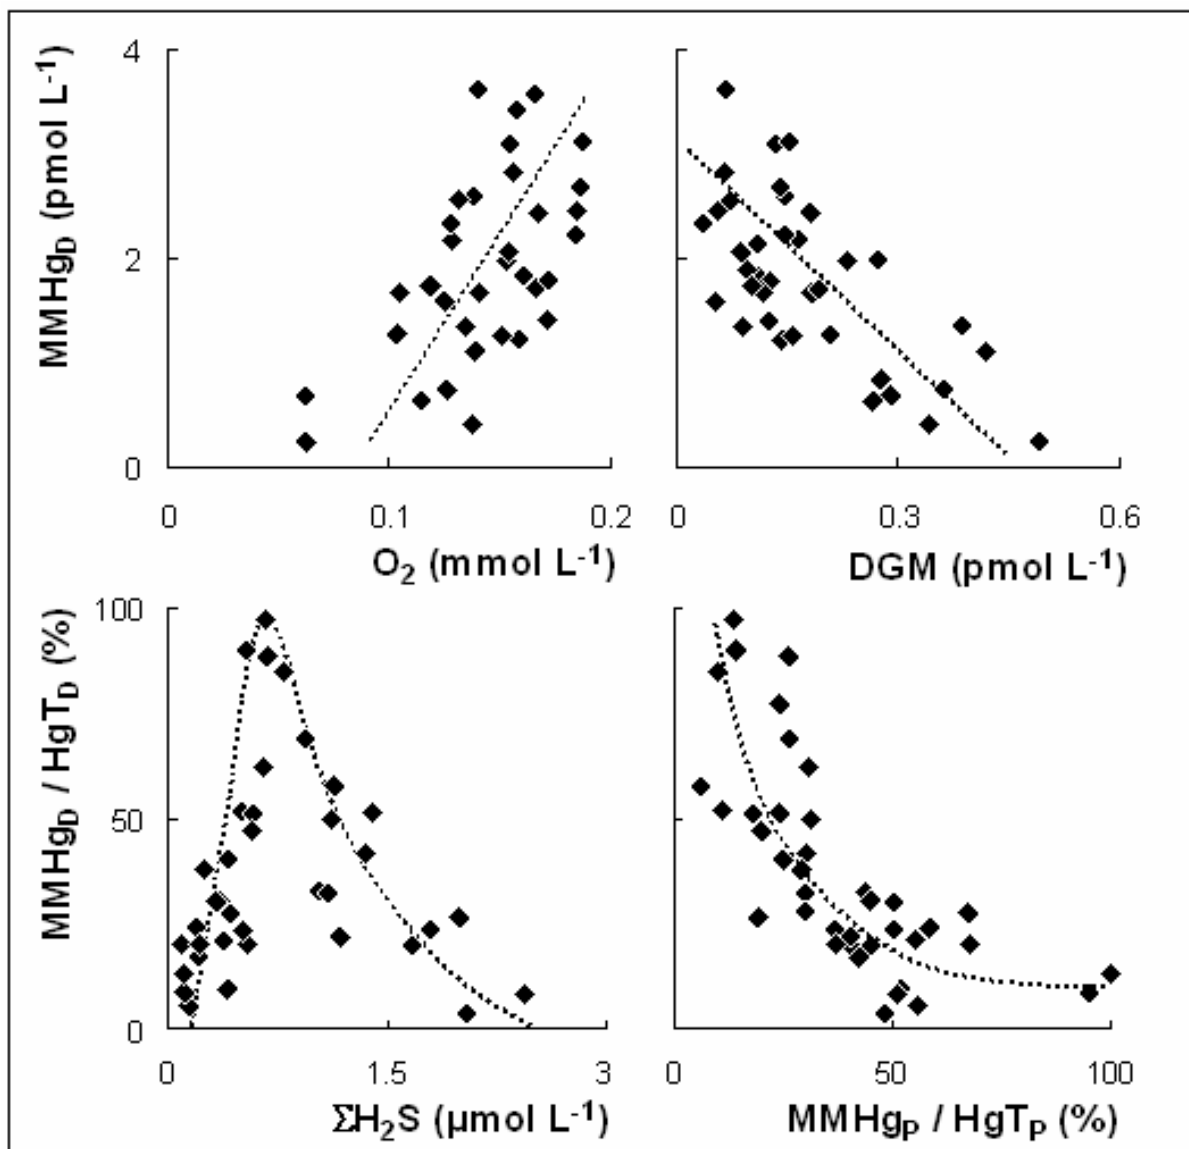 MMHgD (pmol L-1)
4
2
0
0 0.1 0.2
O2 (mmol L-1)
0 0.3 0.6
DGM (pmol L-1)
MMHgD / HgTD (%)
100
50
0
0 1.5 3
ΣH2S (µmol L-1)
0 50 100
MMHgP / HgTP (%)